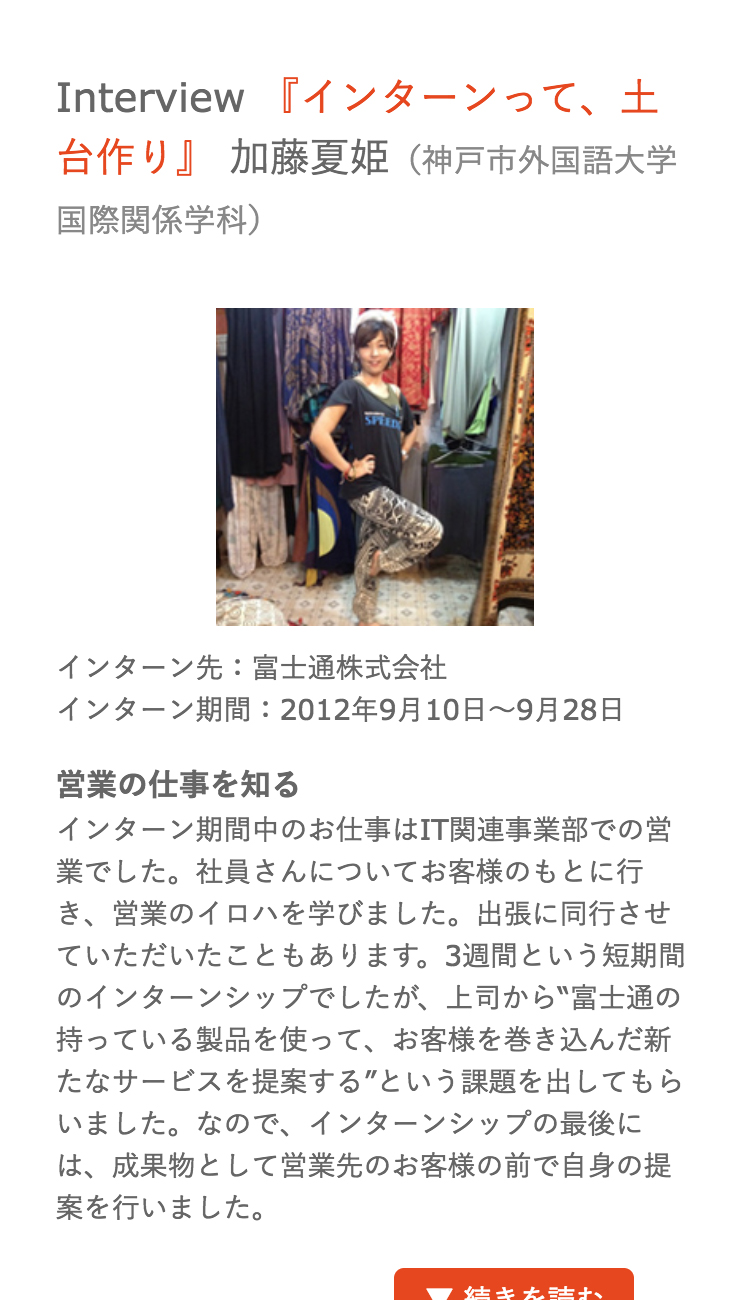 Interview 『インターンって、土
台作り』 加藤夏姫（神戸市外国語大学
国際関係学科）
SPEED
インターン先：富士通株式会社
インターン期間：2012年9月10日〜9月28日
営業の仕事を知る
インターン期間中のお仕事はIT関連事業部での営
業でした。社員さんについてお客様のもとに行
き、営業のイロハを学びました。出張に同行させ
ていただいたこともあります。3週間という短期間
のインターンシップでしたが、上司から“富士通の
持っている製品を使って、お客様を巻き込んだ新
たなサービスを提案する”という課題を出してもら
いました。なので、インターンシップの最後に
は、成果物として営業先のお客様の前で自身の提
案を行いました。
▼ 続きを読む